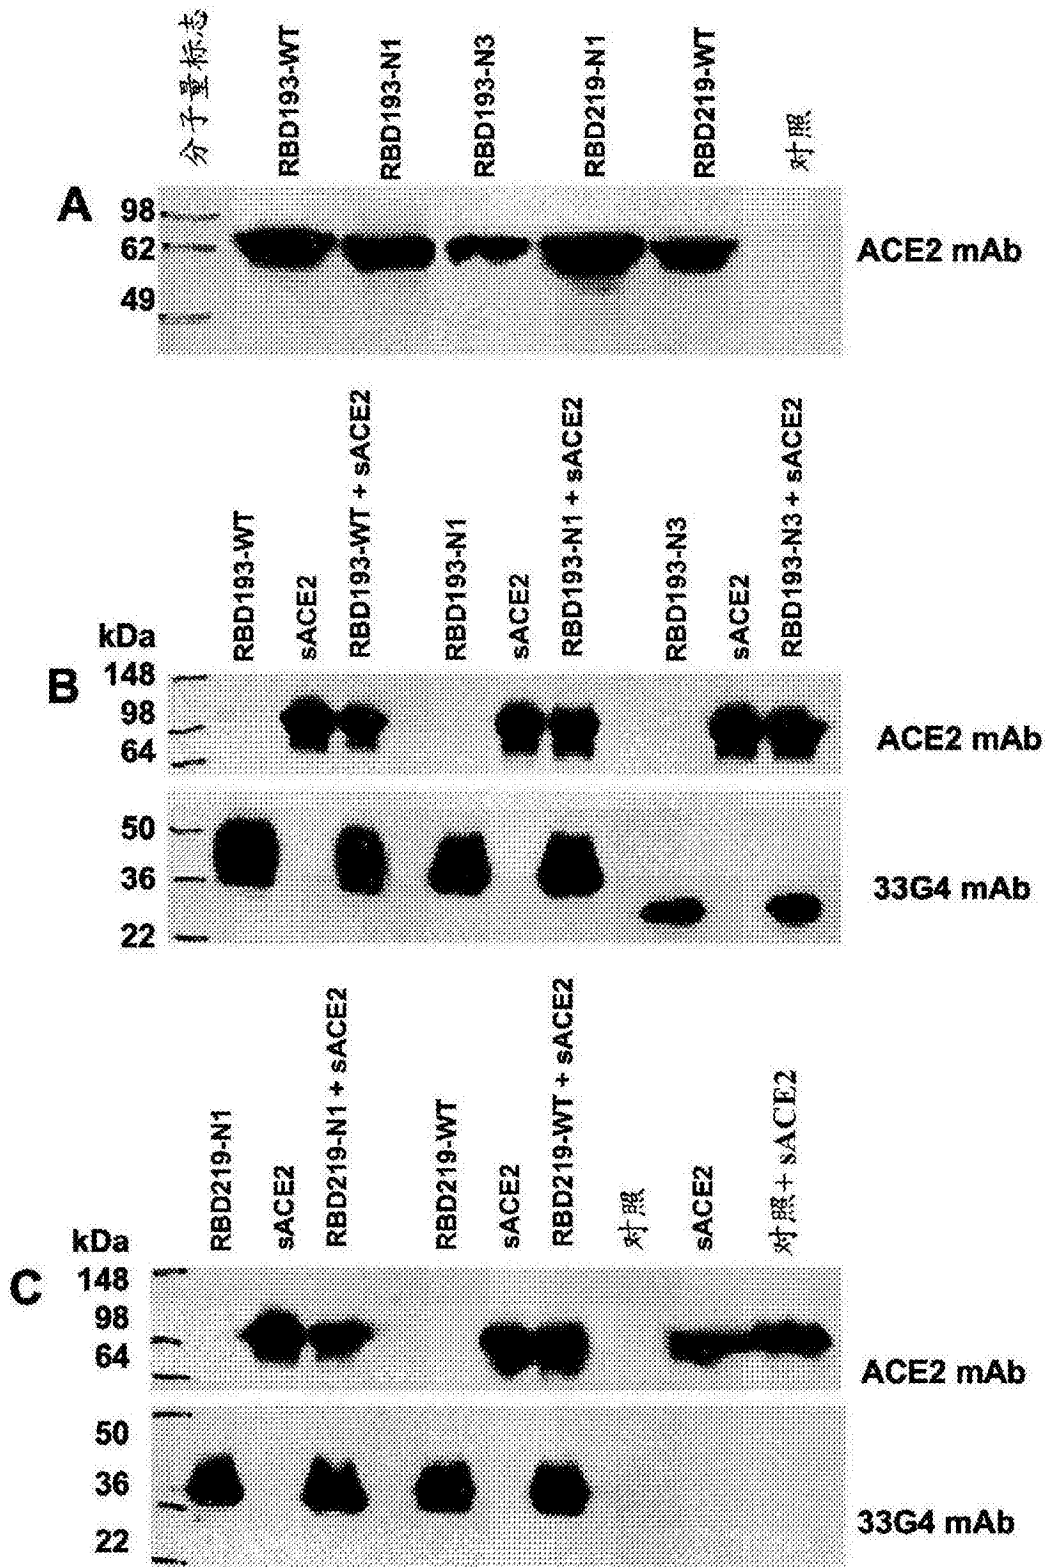 分子量标志
RBD193-WT
RBD193-N1
RBD193-N3
RBD219-N1
RBD219-WT
对照
A
98
62
49
ACE2 mAb
RBD193-WT
sACE2
RBD193-WT + sACE2
RBD193-N1
sACE2
RBD193-N1 + sACE2
RBD193-N3
sACE2
RBD193-N3 + sACE2
kDa
B
148
98
64
ACE2 mAb
50
36
22
33G4 mAb
RBD219-N1
sACE2
RBD219-N1 + sACE2
RBD219-WT
sACE2
RBD219-WT + sACE2
对照
sACE2
对照+ sACE2
kDa
C
148
98
64
ACE2 mAb
50
36
22
33G4 mAb